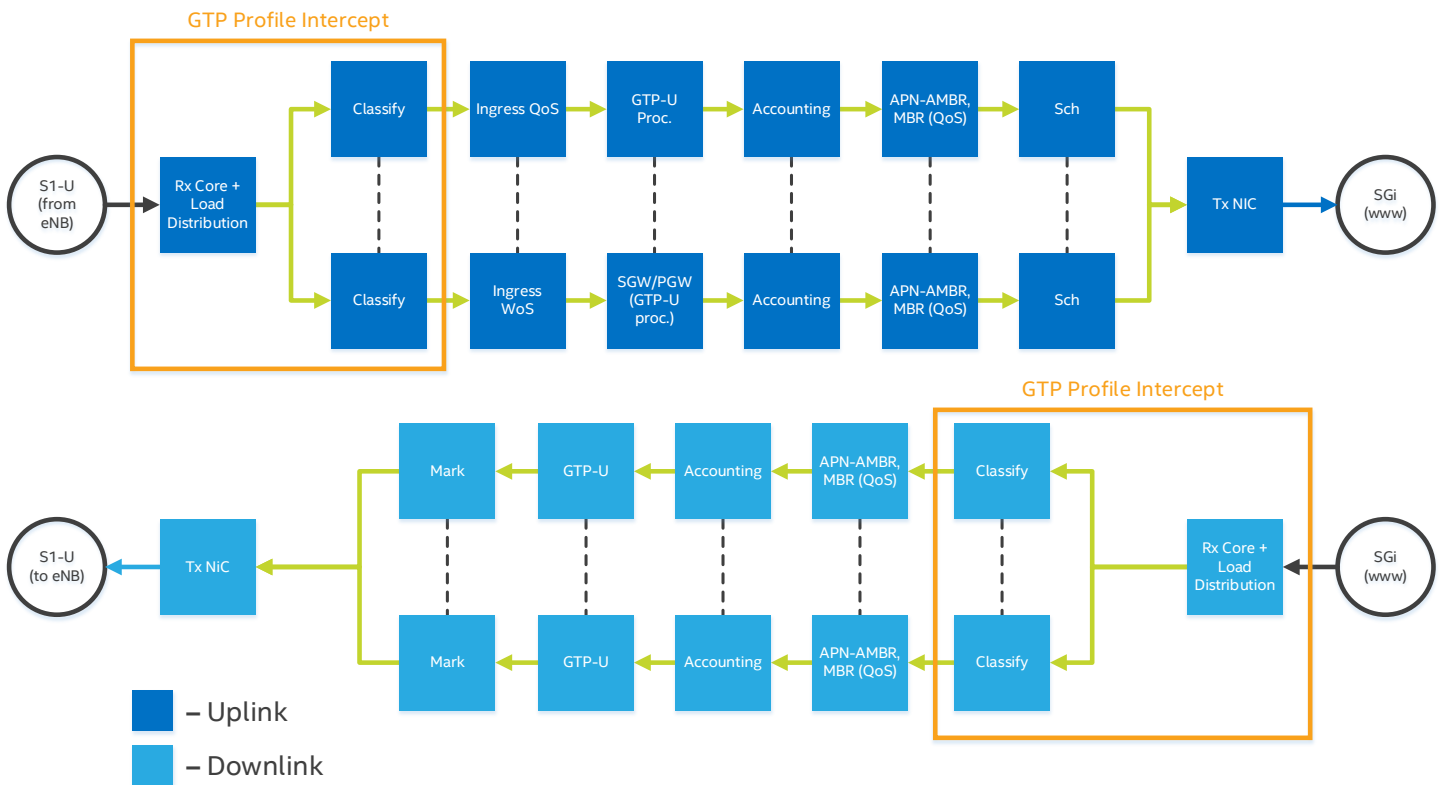 GTP Profile Intercept
Classify
Ingress QoS
GTP-U
Proc.
Accounting
APN-AMBR,
MBR (QoS)
Sch
S1-U
(from
eNB)
Rx Core +
Load
Distribution
Tx NIC
SGi
(www)
Classify
Ingress
WoS
SGW/PGW
(GTP-U
proc.)
Accounting
APN-AMBR,
MBR (QoS)
Sch
GTP Profile Intercept
Mark
GTP-U
Accounting
APN-AMBR,
MBR (QoS)
Classify
S1-U
(to eNB)
Tx NiC
Rx Core +
Load
Distribution
SGi
(www)
Mark
GTP-U
Accounting
APN-AMBR,
MBR (QoS)
Classify
– Uplink
– Downlink